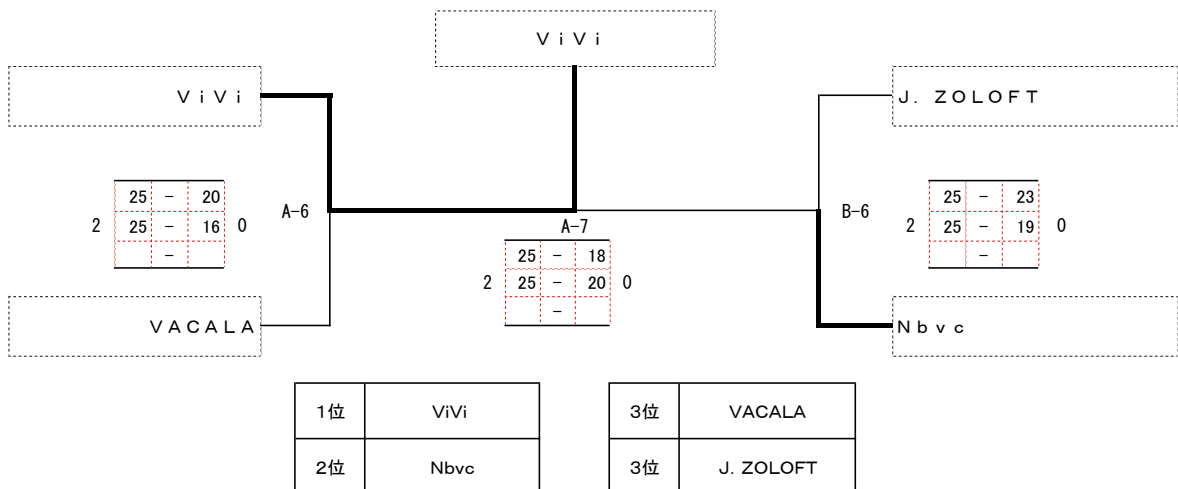 ViVi
ViVi
J. ZOLOFT
25 - 20
2 25 - 16 0
-
A-6
A-7
25 - 18
2 25 - 20 0
-
B-6
25 - 23
2 25 - 19 0
-
VACALA
Nbvc
1位 ViVi
2位 Nbvc
3位 VACALA
3位 J. ZOLOFT